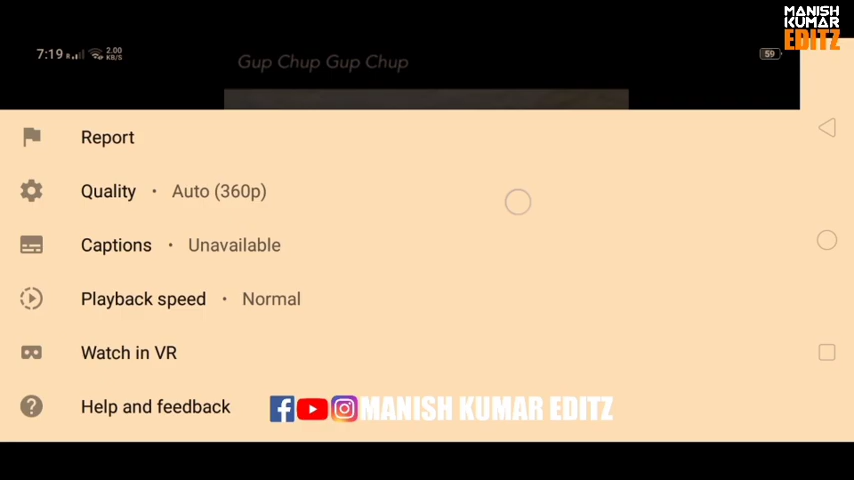 MANISH
KUMAR
EDITZ
7:19 R 2.00 KB/S
59
Gup Chup Gup Chup
Report
Quality • Auto (360p)
Captions • Unavailable
Playback speed • Normal
Watch in VR
Help and feedback
MANISH KUMAR EDITZ